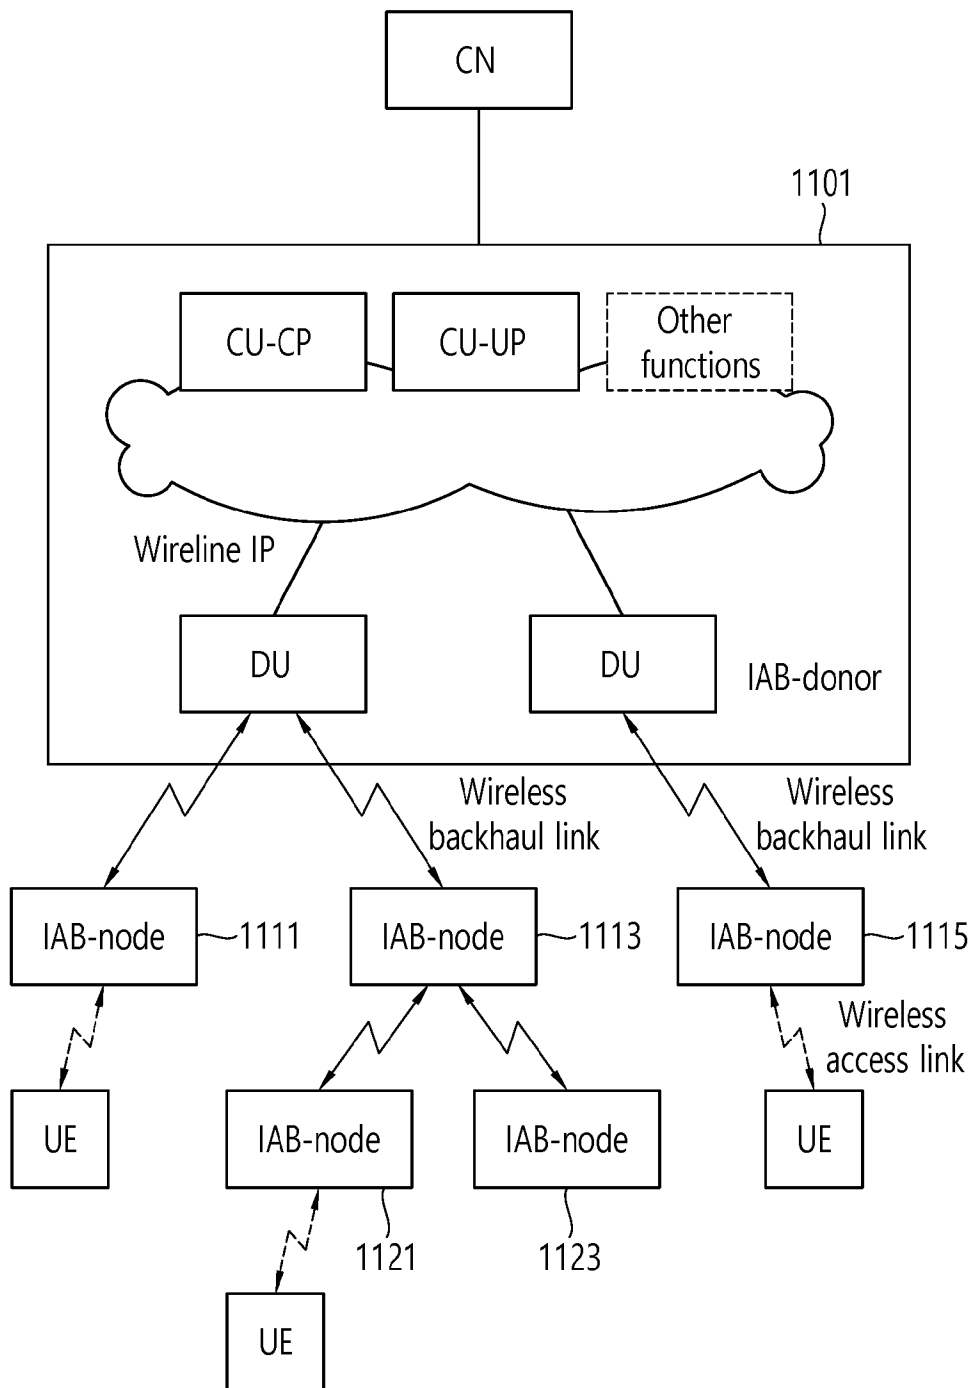 CN
1101
CU-CP
CU-UP
Other
functions
Wireline IP
DU
DU
IAB-donor
Wireless
backhaul link
Wireless
backhaul link
IAB-node
1111
IAB-node
1113
IAB-node
1115
Wireless
access link
UE
IAB-node
IAB-node
UE
1121
1123
UE